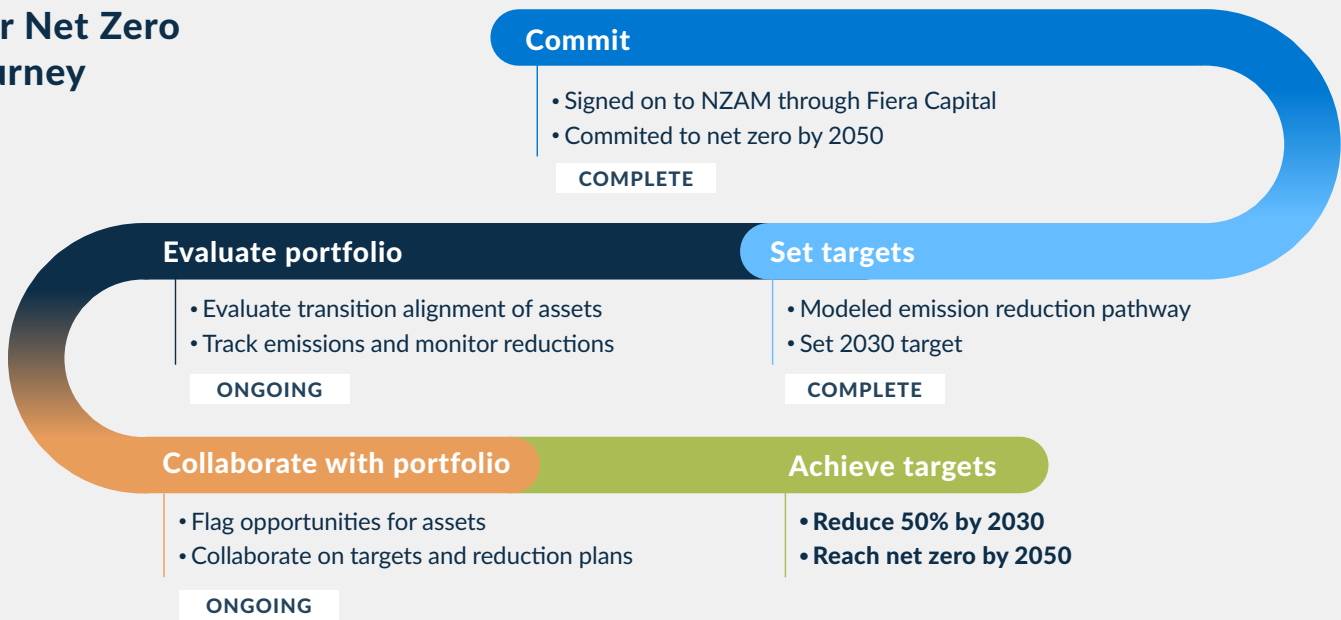 r Net Zero
urney
Commit
• Signed on to NZAM through Fiera Capital
• Commited to net zero by 2050
COMPLETE
Set targets
• Modeled emission reduction pathway
• Set 2030 target
COMPLETE
Evaluate portfolio
• Evaluate transition alignment of assets
• Track emissions and monitor reductions
ONGOING
Collaborate with portfolio
• Flag opportunities for assets
• Collaborate on targets and reduction plans
ONGOING
Achieve targets
• Reduce 50% by 2030
• Reach net zero by 2050